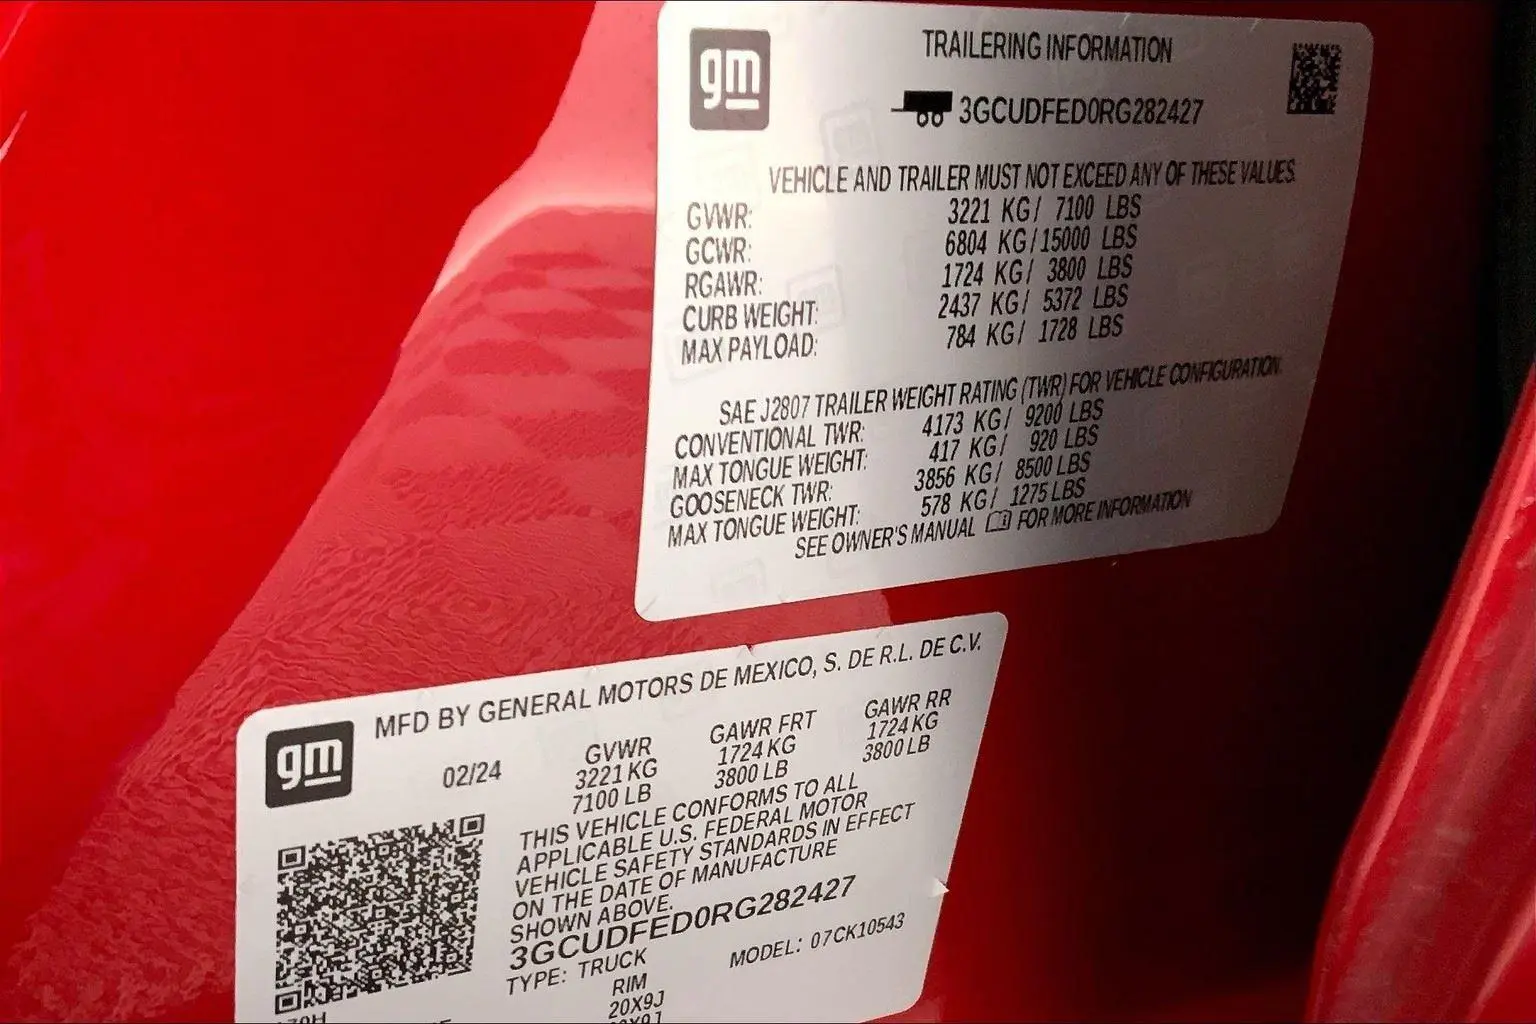 gm
TRAILERING INFORMATION
3GCUDFED0RG282427
VEHICLE AND TRAILER MUST NOT EXCEED ANY OF THESE VALUES.
GVWR: 3221 KG/ 7100 LBS
GCWR: 6804 KG/15000 LBS
RGAWR: 1724 KG/ 3800 LBS
CURB WEIGHT: 2437 KG/ 5372 LBS
MAX PAYLOAD: 784 KG/ 1728 LBS
SAE J2807 TRAILER WEIGHT RATING (TWR) FOR VEHICLE CONFIGURATION.
CONVENTIONAL TWR: 4173 KG/ 9200 LBS
MAX TONGUE WEIGHT: 417 KG/ 920 LBS
GOOSENECK TWR: 3856 KG/ 8500 LBS
MAX TONGUE WEIGHT: 578 KG/ 1275 LBS
SEE OWNER'S MANUAL FOR MORE INFORMATION
gm
MFD BY GENERAL MOTORS DE MEXICO, S. DE R.L. DE C.V.
02/24 GVWR GAWR FRT GAWR RR
3221 KG 1724 KG 1724 KG
7100 LB 3800 LB 3800 LB
THIS VEHICLE CONFORMS TO ALL
APPLICABLE U.S. FEDERAL MOTOR
VEHICLE SAFETY STANDARDS IN EFFECT
ON THE DATE OF MANUFACTURE
SHOWN ABOVE.
3GCUDFED0RG282427
TYPE: TRUCK MODEL: 07CK10543
RIM
20X9J